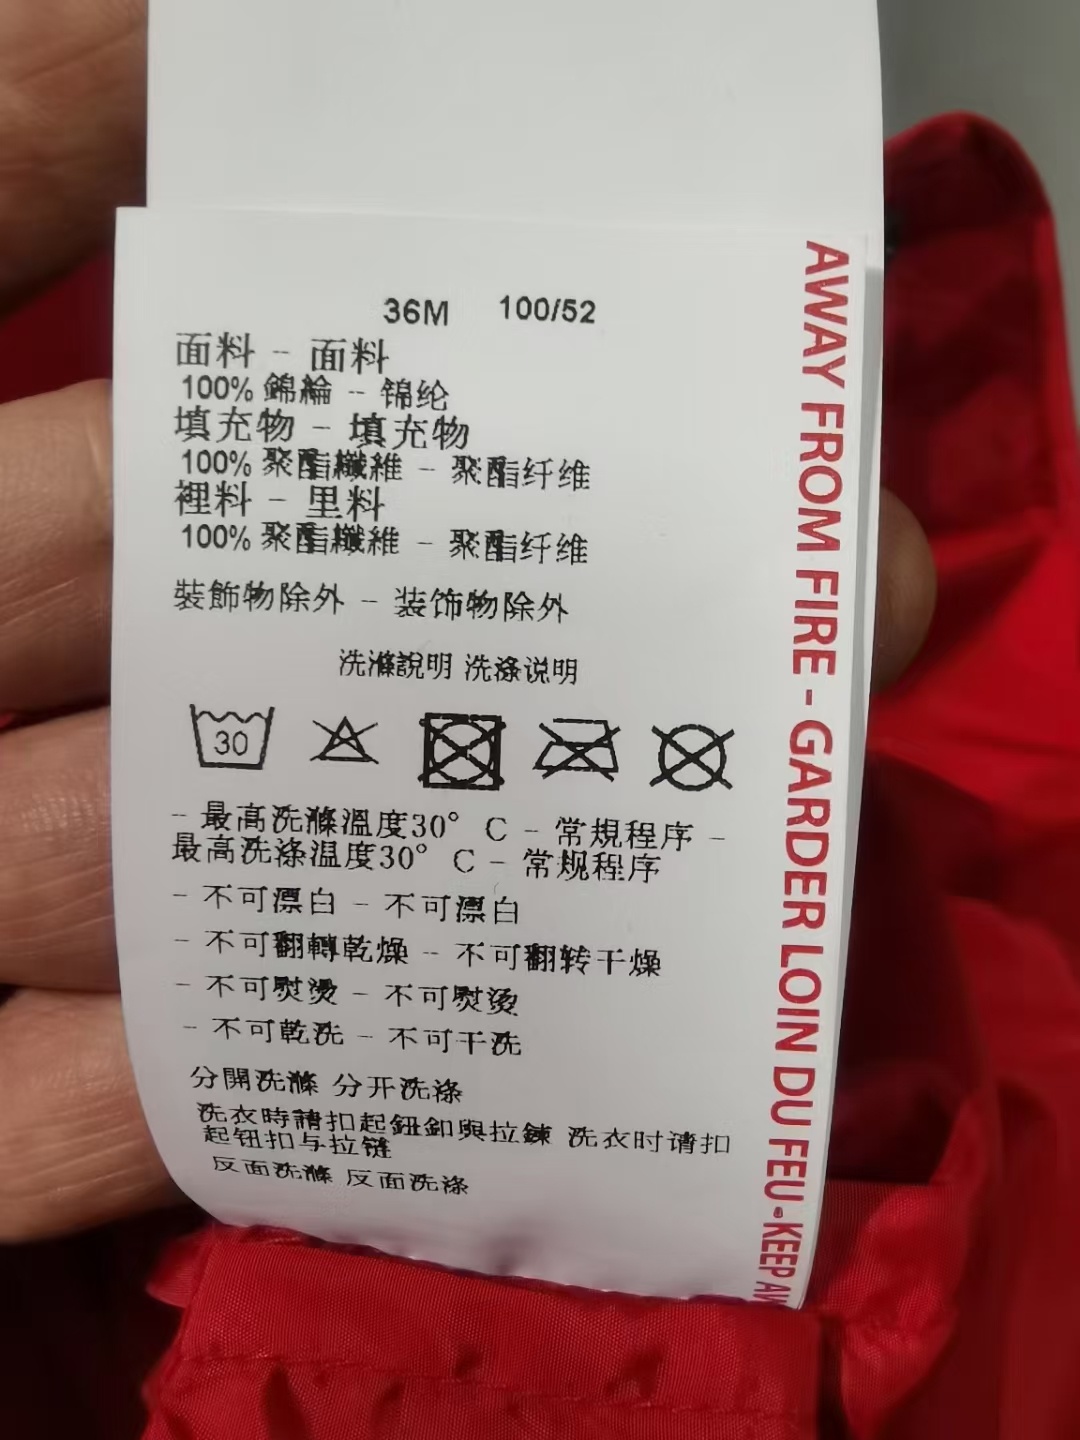 36M 100/52
面料 - 面料
100% 錦綸 - 锦纶
填充物 - 填充物
100% 聚酯纖維 - 聚酯纤维
裡料 - 里料
100% 聚酯纖維 - 聚酯纤维
裝飾物除外 - 装饰物除外
洗滌說明 洗涤说明
30
- 最高洗滌溫度30° C - 常規程序 -
最高洗涤温度30° C - 常规程序
- 不可漂白 - 不可漂白
- 不可翻轉乾燥 - 不可翻转干燥
- 不可熨燙 - 不可熨烫
- 不可乾洗 - 不可干洗
分開洗滌 分开洗涤
洗衣時請扣起鈕釦與拉鍊 洗衣时请扣
起钮扣与拉链
反面洗滌 反面洗涤
AWAY FROM FIRE - GARDER LOIN DU FEU - KEEP AW